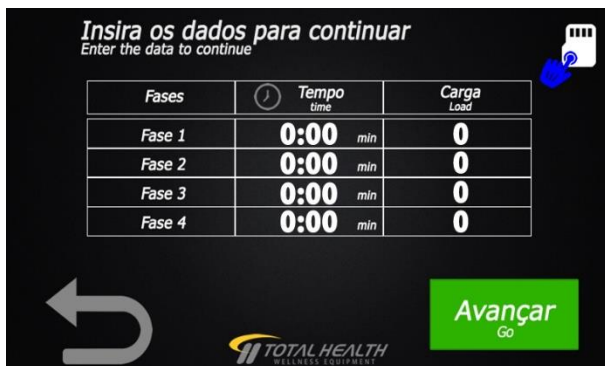 Insira os dados para continuar
Enter the data to continue
Fases Tempo Carga
time Load
Fase 1 0:00 min 0
Fase 2 0:00 min 0
Fase 3 0:00 min 0
Fase 4 0:00 min 0
Avançar
Go
TOTAL HEALTH
WELLNESS EQUIPMENT